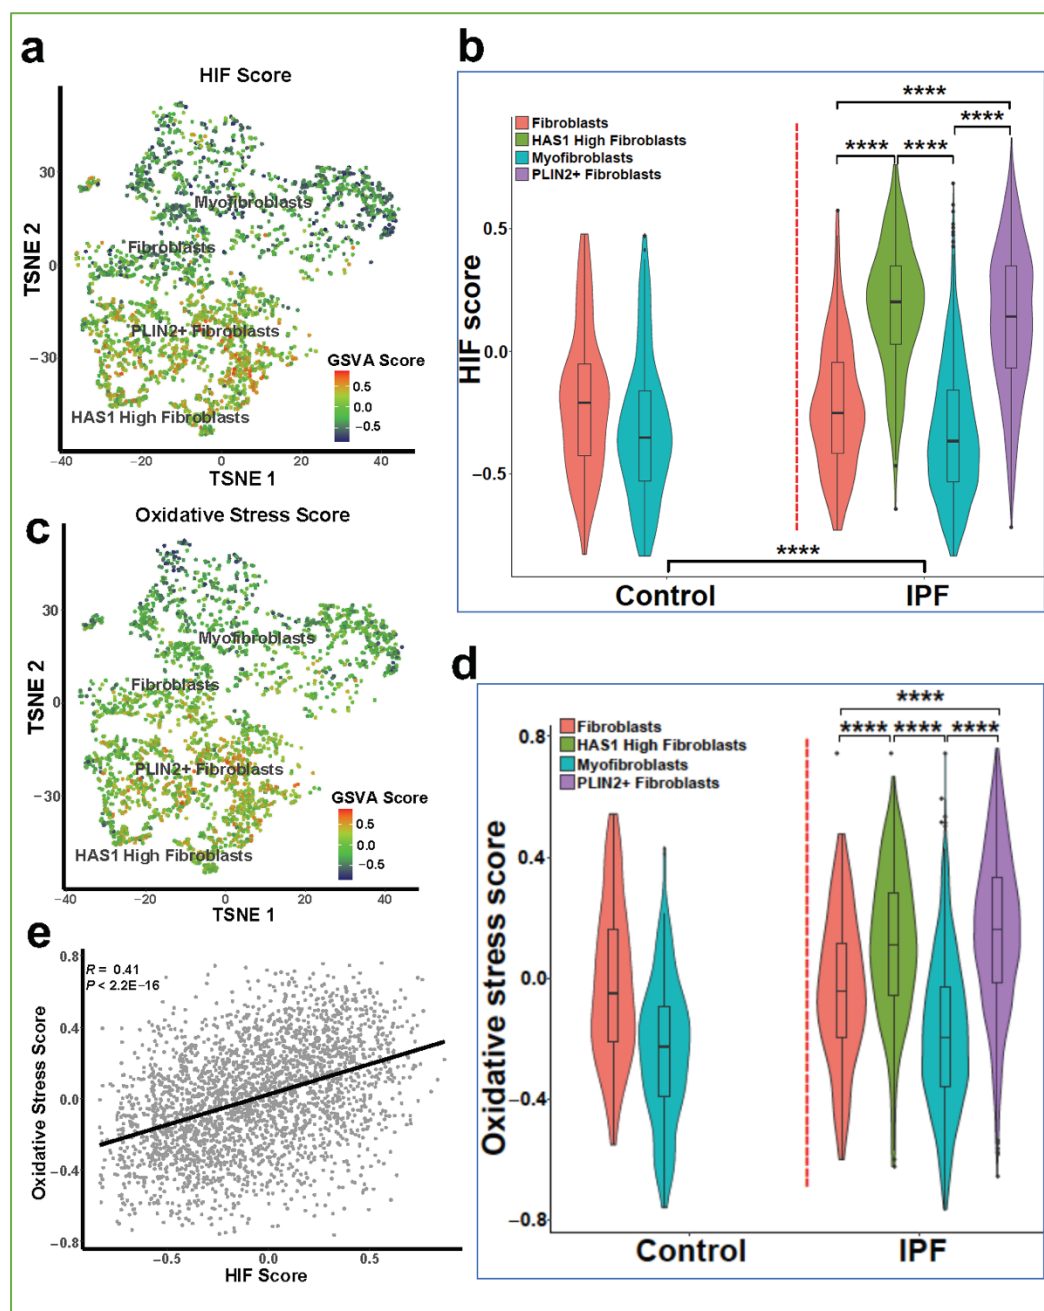 a
HIF Score
TSNE 2
30
0
−30
Myofibroblasts
Fibroblasts
PLIN2+ Fibroblasts
HAS1 High Fibroblasts
GSVA Score
0.5
0.0
−0.5
−40
−20
0
20
40
TSNE 1
b
HIF score
0.5
0.0
−0.5
Fibroblasts
HAS1 High Fibroblasts
Myofibroblasts
PLIN2+ Fibroblasts
****
****
****
****
****
Control
IPF
c
Oxidative Stress Score
TSNE 2
30
0
−30
Myofibroblasts
Fibroblasts
PLIN2+ Fibroblasts
HAS1 High Fibroblasts
GSVA Score
0.5
0.0
−0.5
−40
−20
0
20
40
TSNE 1
d
Oxidative stress score
0.8
0.4
0.0
−0.4
−0.8
Fibroblasts
HAS1 High Fibroblasts
Myofibroblasts
PLIN2+ Fibroblasts
****
****
****
****
Control
IPF
e
Oxidative Stress Score
0.8
0.4
0.0
−0.4
−0.8
R = 0.41
P < 2.2E−16
−0.5
0.0
0.5
HIF Score